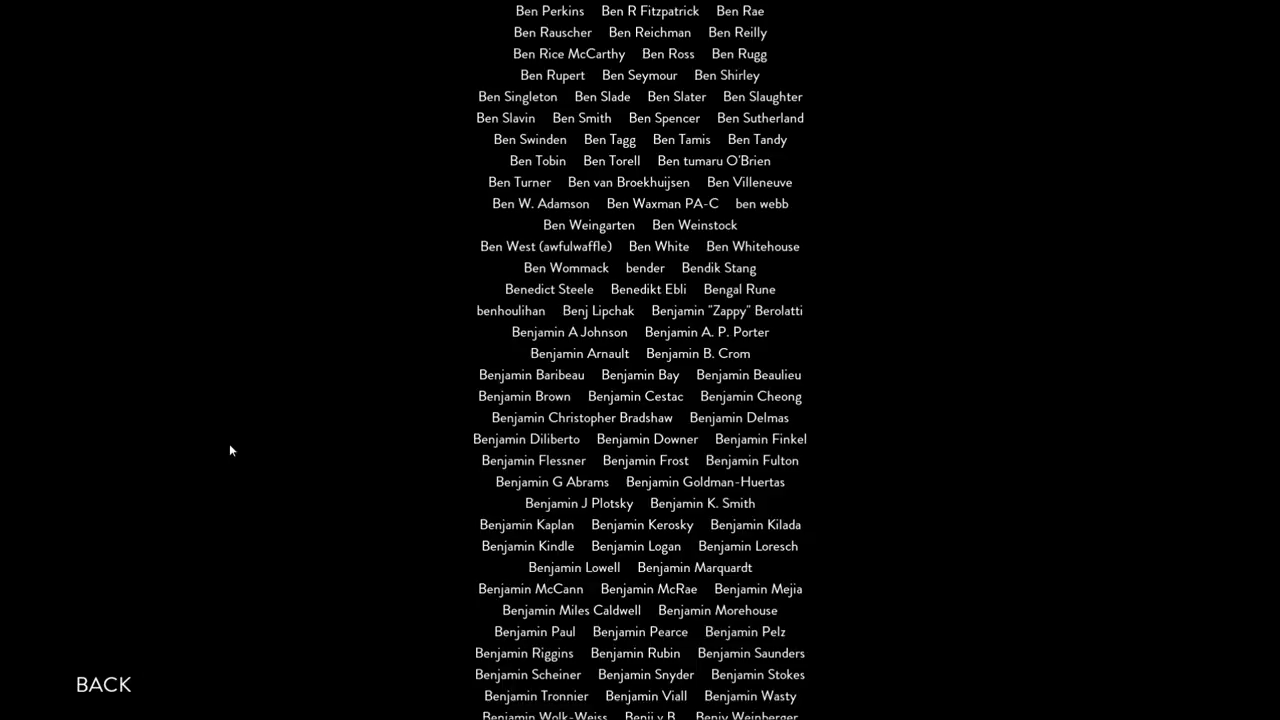 Ben Perkins Ben R Fitzpatrick Ben Rae
Ben Rauscher Ben Reichman Ben Reilly
Ben Rice McCarthy Ben Ross Ben Rugg
Ben Rupert Ben Seymour Ben Shirley
Ben Singleton Ben Slade Ben Slater Ben Slaughter
Ben Slavin Ben Smith Ben Spencer Ben Sutherland
Ben Swinden Ben Tagg Ben Tamis Ben Tandy
Ben Tobin Ben Torell Ben tumaru O'Brien
Ben Turner Ben van Broekhuijsen Ben Villeneuve
Ben W. Adamson Ben Waxman PA-C ben webb
Ben Weingarten Ben Weinstock
Ben West (awfulwaffle) Ben White Ben Whitehouse
Ben Wommack bender Bendik Stang
Benedict Steele Benedikt Ebli Bengal Rune
benhoulihan Benj Lipchak Benjamin "Zappy" Berolatti
Benjamin A Johnson Benjamin A. P. Porter
Benjamin Arnault Benjamin B. Crom
Benjamin Baribeau Benjamin Bay Benjamin Beaulieu
Benjamin Brown Benjamin Cestac Benjamin Cheong
Benjamin Christopher Bradshaw Benjamin Delmas
Benjamin Diliberto Benjamin Downer Benjamin Finkel
Benjamin Flessner Benjamin Frost Benjamin Fulton
Benjamin G Abrams Benjamin Goldman-Huertas
Benjamin J Plotsky Benjamin K. Smith
Benjamin Kaplan Benjamin Kerosky Benjamin Kilada
Benjamin Kindle Benjamin Logan Benjamin Loresch
Benjamin Lowell Benjamin Marquardt
Benjamin McCann Benjamin McRae Benjamin Mejia
Benjamin Miles Caldwell Benjamin Morehouse
Benjamin Paul Benjamin Pearce Benjamin Pelz
Benjamin Riggins Benjamin Rubin Benjamin Saunders
Benjamin Scheiner Benjamin Snyder Benjamin Stokes
Benjamin Tronnier Benjamin Viall Benjamin Wasty
Benjamin Wolk-Weiss Benji y B Benjy Weinberger
BACK